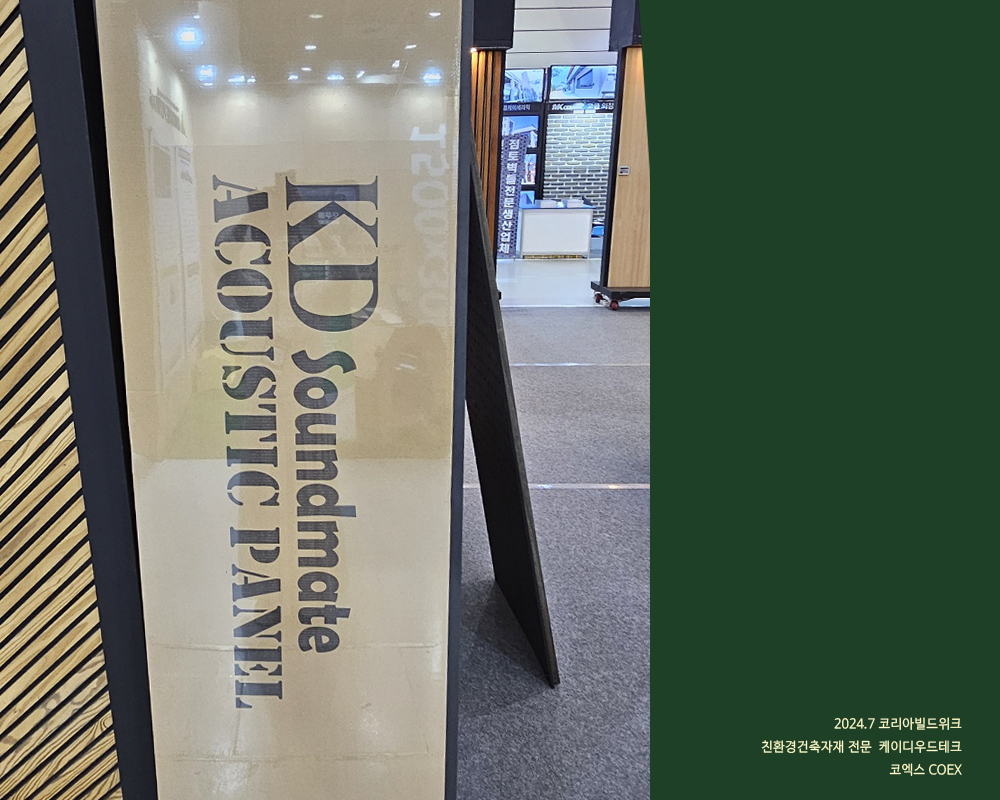 KD Soundmate
ACOUSTIC PANEL
점토벽돌전문생산업체
2024.7 코리아빌드위크
친환경건축자재 전문 케이디우드테크
코엑스 COEX